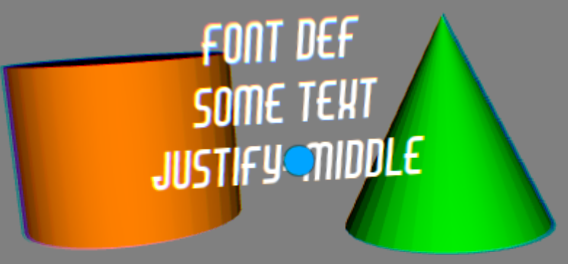 FONT DEF
SOME TEXT
JUSTIFY-MIDDLE